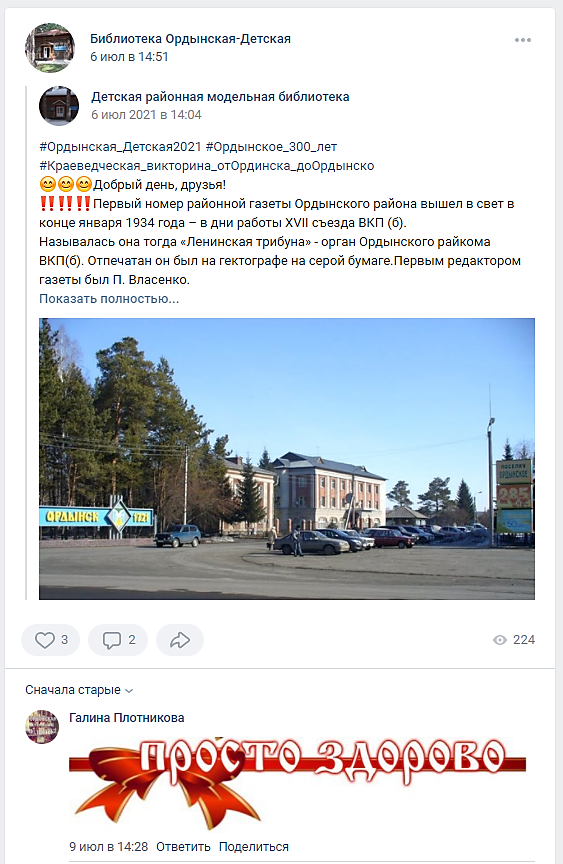 Библиотека Ордынская-Детская
6 июл в 14:51
Детская районная модельная библиотека
6 июл 2021 в 14:04
#Ордынская_Детская2021 #Ордынское_300_лет
#Краеведческая_викторина_отОрдинска_доОрдынско
😊😊😊Добрый день, друзья!
‼‼‼Первый номер районной газеты Ордынского района вышел в свет в
конце января 1934 года – в дни работы XVII съезда ВКП (б).
Называлась она тогда «Ленинская трибуна» - орган Ордынского райкома
ВКП(б). Отпечатан он был на гектографе на серой бумаге.Первым редактором
газеты был П. Власенко.
Показать полностью...
ОРДЫНСК 1721
ПОСЕЛКУ
ОРДЫНСКОЕ
285
3
2
224
Сначала старые
Галина Плотникова
просто здорово
9 июл в 14:28 Ответить Поделиться